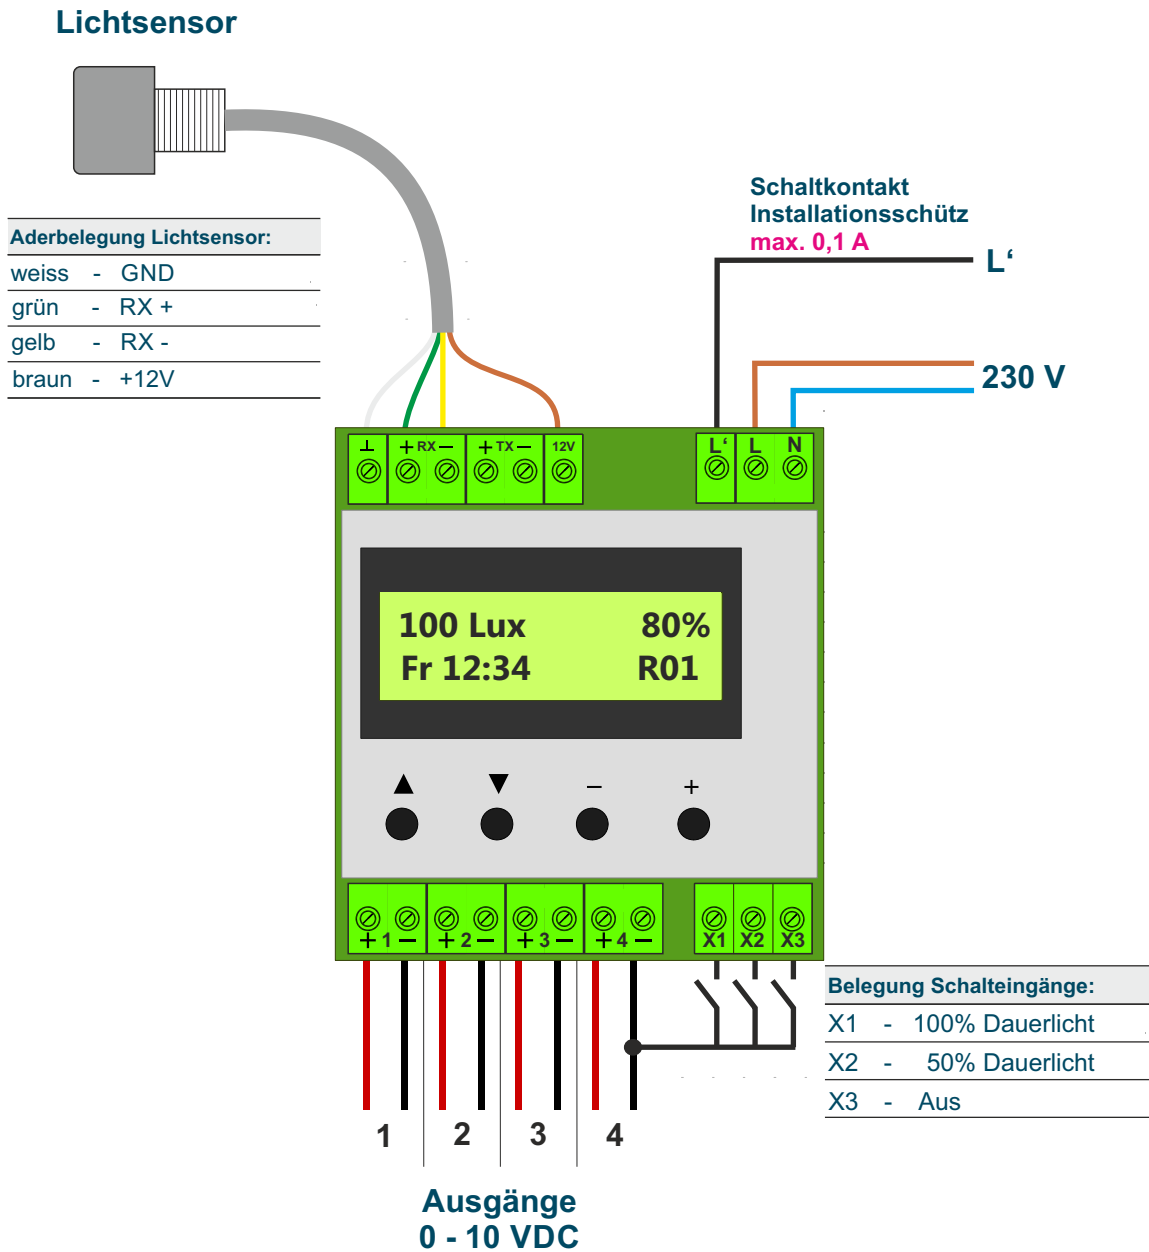 Lichtsensor
Aderbelegung Lichtsensor:
weiss - GND
grün - RX +
gelb - RX -
braun - +12V
Schaltkontakt
Installationsschütz
max. 0,1 A
L‘
230 V
⊥ + RX − + TX − 12V
L‘ L N
100 Lux 80%
Fr 12:34 R01
▲ ▼ − +
+ 1 − + 2 − + 3 − + 4 −
X1 X2 X3
Belegung Schalteingänge:
X1 - 100% Dauerlicht
X2 - 50% Dauerlicht
X3 - Aus
1 2 3 4
Ausgänge
0 - 10 VDC